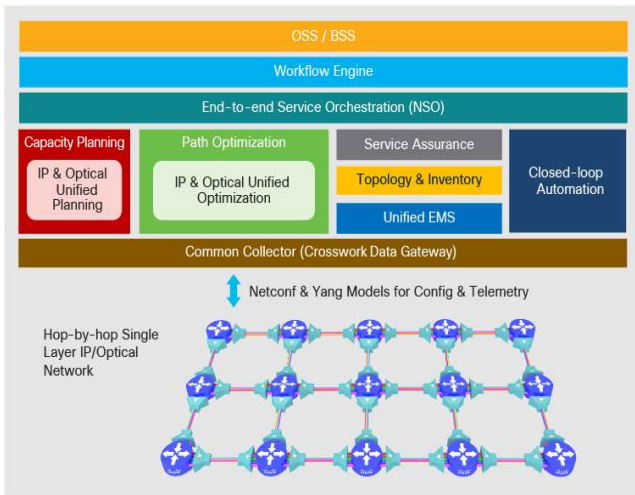 OSS / BSS
Workflow Engine
End-to-end Service Orchestration (NSO)
Capacity Planning
IP & Optical
Unified
Planning
Path Optimization
IP & Optical Unified
Optimization
Service Assurance
Topology & Inventory
Unified EMS
Closed-loop
Automation
Common Collector (Crosswork Data Gateway)
Netconf & Yang Models for Config & Telemetry
Hop-by-hop Single
Layer IP/Optical
Network